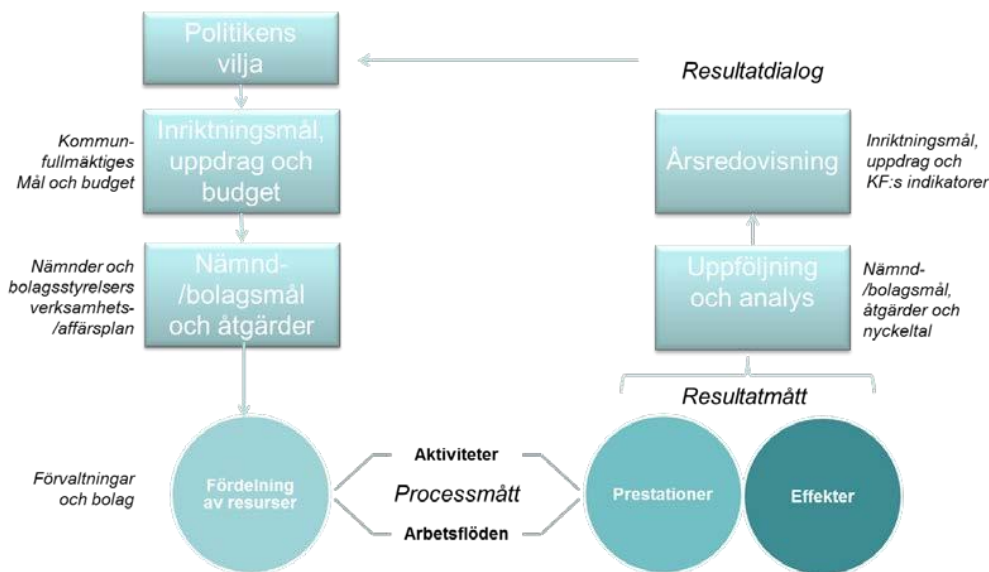 Politikens
vilja
Resultatdialog
Kommun-
fullmäktiges
Mål och budget
Inriktningsmål,
uppdrag och
budget
Årsredovisning
Inriktningsmål,
uppdrag och
KF:s indikatorer
Nämnder och
bolagsstyrelsers
verksamhets-
/affärsplan
Nämnd-
/bolagsmål
och åtgärder
Uppföljning
och analys
Nämnd-
/bolagsmål,
åtgärder och
nyckeltal
Resultatmått
Förvaltningar
och bolag
Fördelning
av resurser
Aktiviteter
Processmått
Arbetsflöden
Prestationer
Effekter